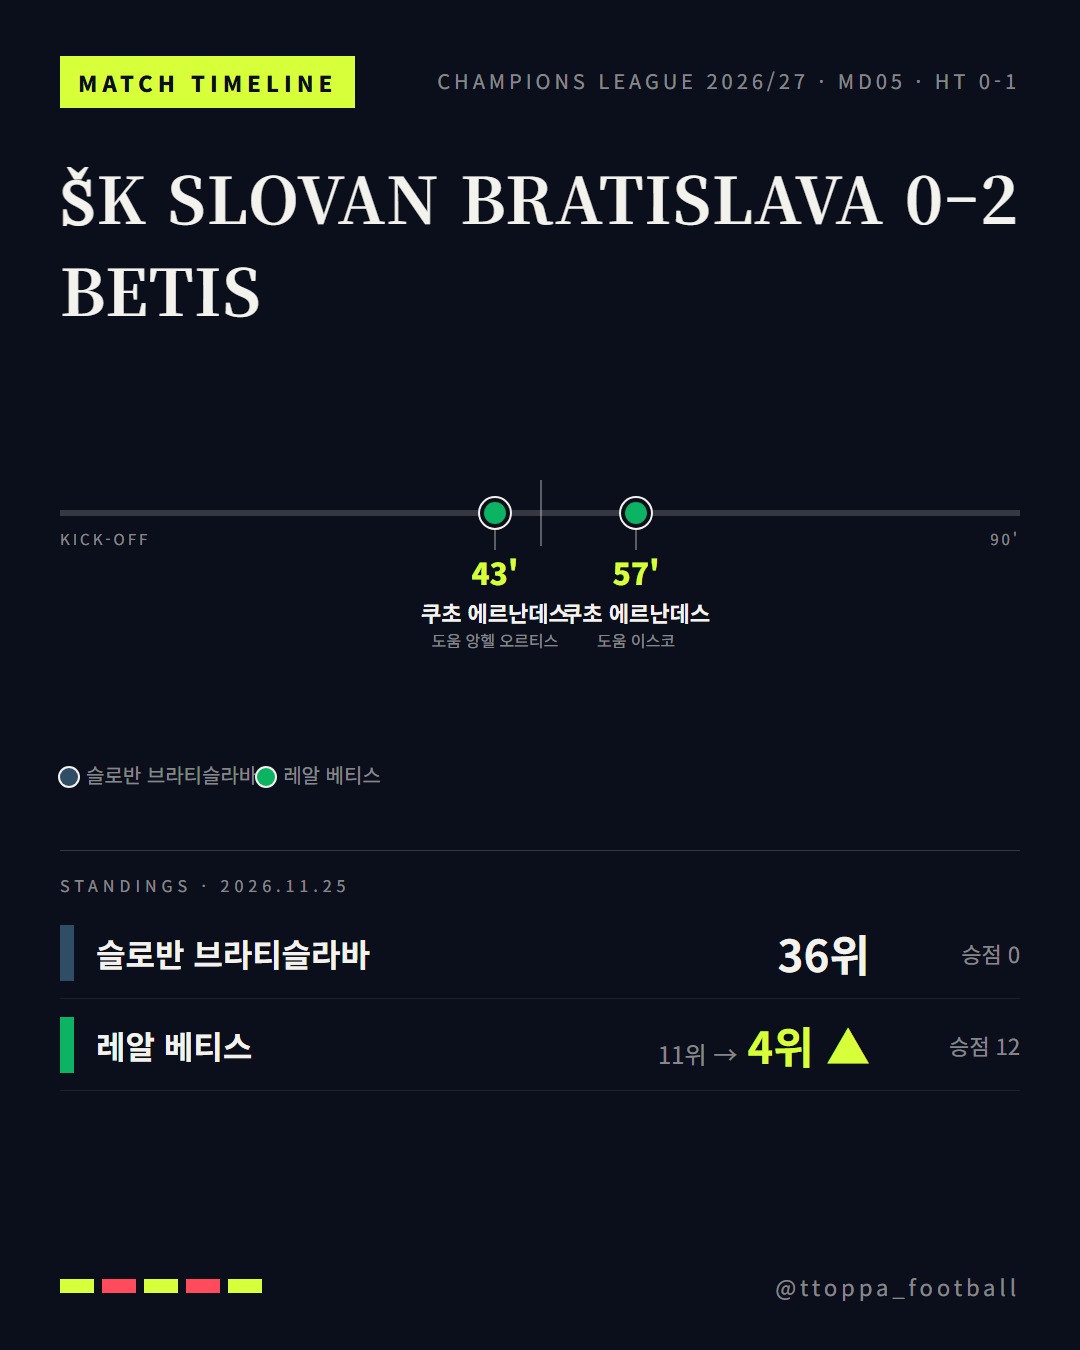 MATCH TIMELINE
CHAMPIONS LEAGUE 2026/27 · MD05 · HT 0-1
ŠK SLOVAN BRATISLAVA 0–2
BETIS
KICK-OFF
90'
43' 57'
쿠초 에르난데스 쿠초 에르난데스
도움 앙헬 오르티스 도움 이스코
슬로반 브라티슬라바 레알 베티스
STANDINGS · 2026.11.25
슬로반 브라티슬라바 36위 승점 0
레알 베티스 11위 → 4위 ▲ 승점 12
@ttoppa_football